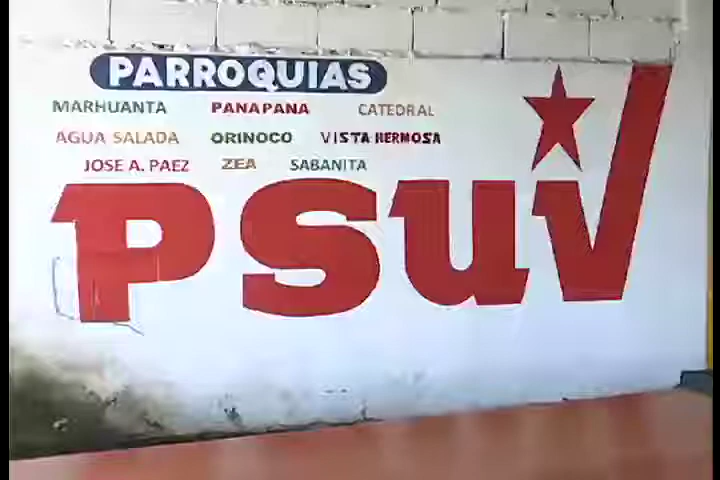 PARROQUIAS
MARHUANTA PANAPANA CATEDRAL
AGUA SALADA ORINOCO VISTA HERMOSA
JOSE A. PAEZ ZEA SABANITA
PSUV